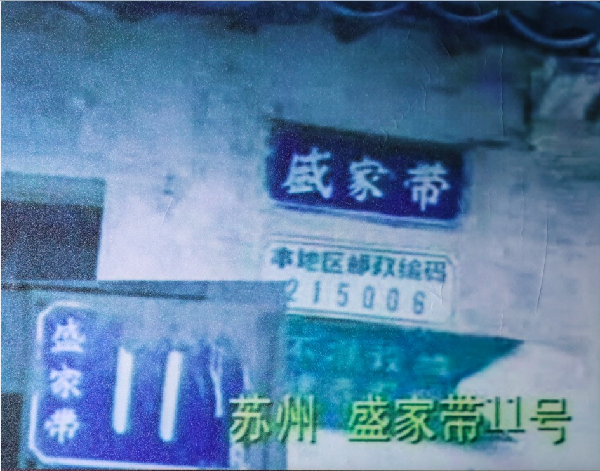 盛家带
本地区邮政编码
215006
盛家带
11
苏州 盛家带11号